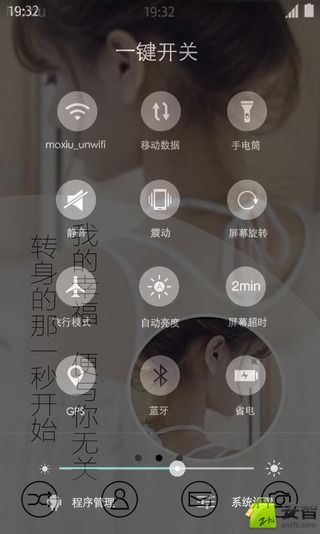 19:32
19:32
一键开关
moxiu_unwifi
移动数据
手电筒
静音
震动
屏幕旋转
飞行模式
自动亮度
2min
屏幕超时
GPS
蓝牙
省电
我的幸福 便与你无关
转身的那一秒开始
程序管理
安智
anzhi.com